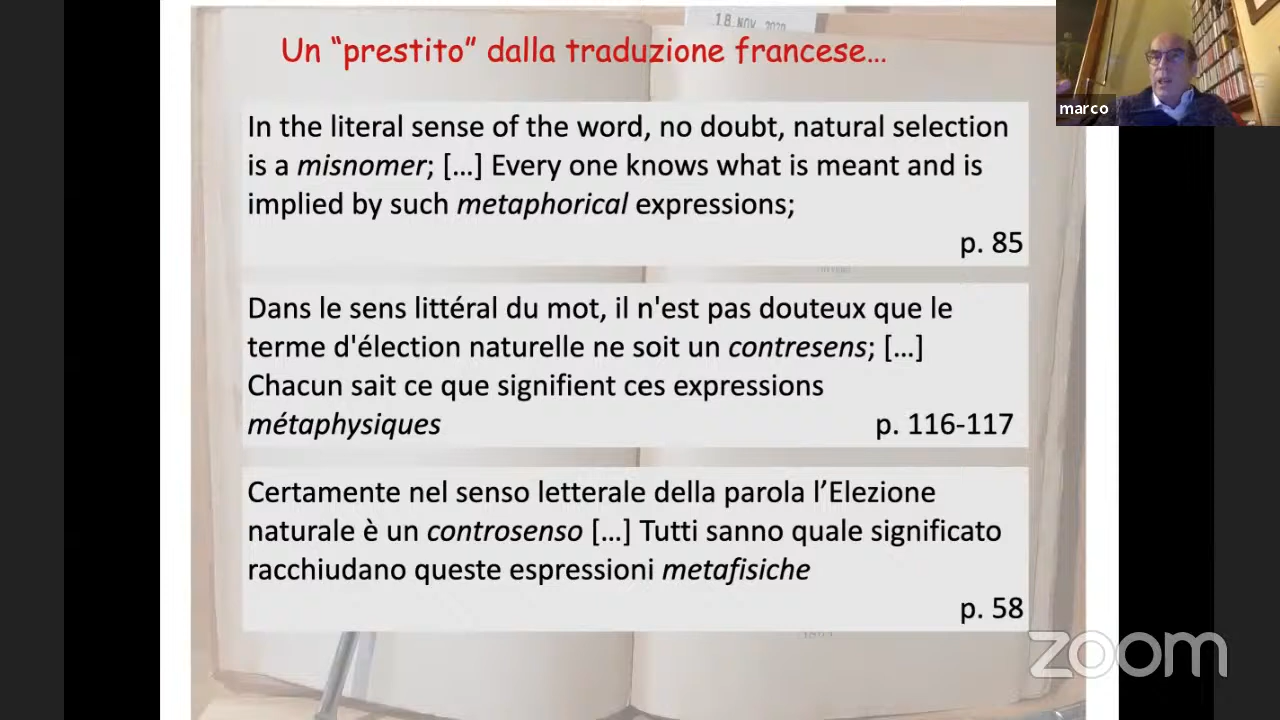 18 NOV 2020
Un “prestito” dalla traduzione francese...
marco
In the literal sense of the word, no doubt, natural selection
is a misnomer; [...] Every one knows what is meant and is
implied by such metaphorical expressions;
p. 85
Dans le sens littéral du mot, il n'est pas douteux que le
terme d'élection naturelle ne soit un contresens; [...]
Chacun sait ce que signifient ces expressions
métaphysiques
p. 116-117
Certamente nel senso letterale della parola l’Elezione
naturale è un controsenso [...] Tutti sanno quale significato
racchiudano queste espressioni metafisiche
p. 58
zoom